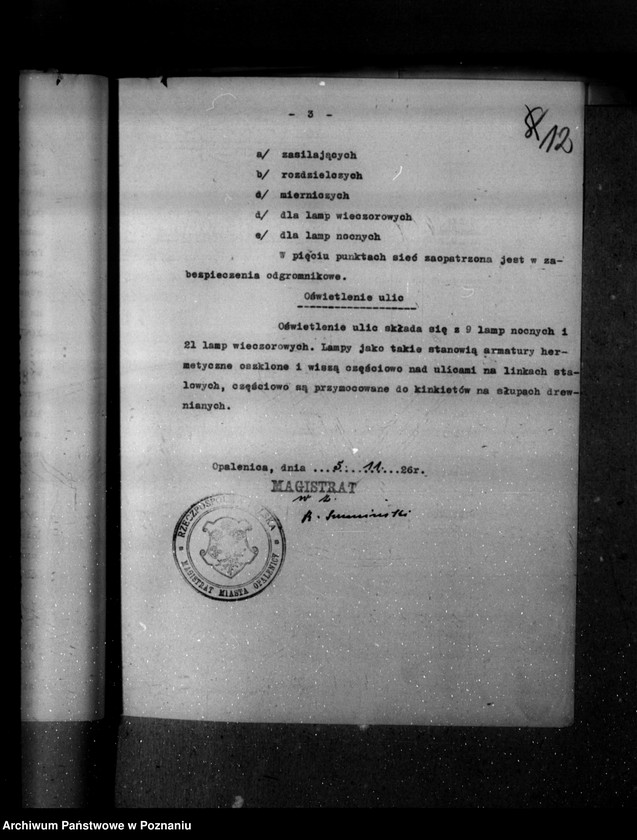 - 3 -
12
a/ zasilających
b/ rozdzielczych
c/ mierniczych
d/ dla lamp wieczorowych
e/ dla lamp nocnych
W pięciu punktach sieć zaopatrzona jest w za-
bezpieczenia odgromnikowe.
Oświetlenie ulic
Oświetlenie ulic składa się z 9 lamp nocnych i
21 lamp wieczorowych. Lampy jako takie stanowią armatury her-
metyczne oszklone i wiszą częściowo nad ulicami na linkach sta-
lowych, częściowo są przymocowane do kinkietów na słupach drew-
nianych.
Opalenica, dnia ...5...11...26r.
MAGISTRAT
w z.
RZECZPOSPOLITA POLSKA
MAGISTRAT MIASTA OPALENICY
Archiwum Państwowe w Poznaniu